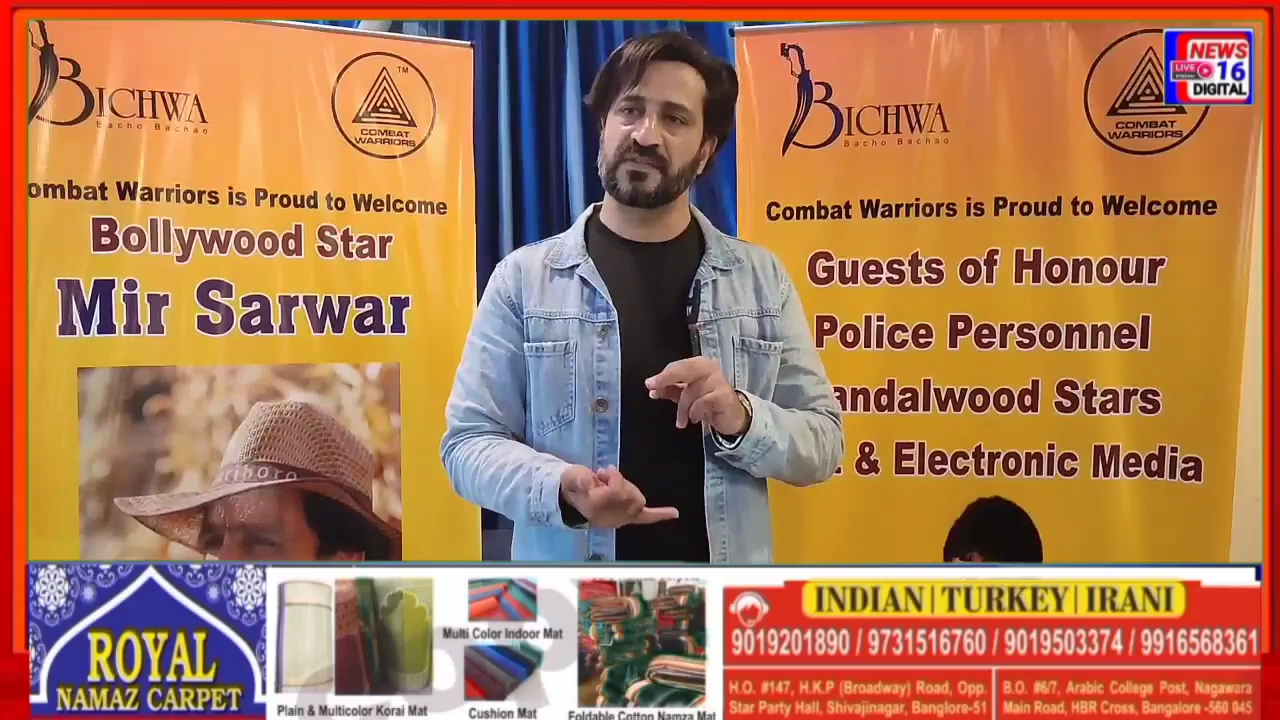 BICHWA
Bacho Bachao
TM
COMBAT
WARRIORS
ombat Warriors is Proud to Welcome
Bollywood Star
Mir Sarwar
BICHWA
Bacho Bachao
COMBAT
WARRIORS
NEWS
LIVE
16
DIGITAL
Combat Warriors is Proud to Welcome
Guests of Honour
Police Personnel
andalwood Stars
& Electronic Media
ROYAL
NAMAZ CARPET
Plain & Multicolor Korai Mat
Multi Color Indoor Mat
Cushion Mat
Foldable Cotton Namza Mat
INDIAN | TURKEY | IRANI
9019201890 / 9731516760 / 9019503374 / 9916568361
H.O. #147, H.K.P (Broadway) Road, Opp.
Star Party Hall, Shivajinagar, Banglore-51
B.O. #6/7, Arabic College Post, Nagawara
Main Road, HBR Cross, Bangalore -560 045